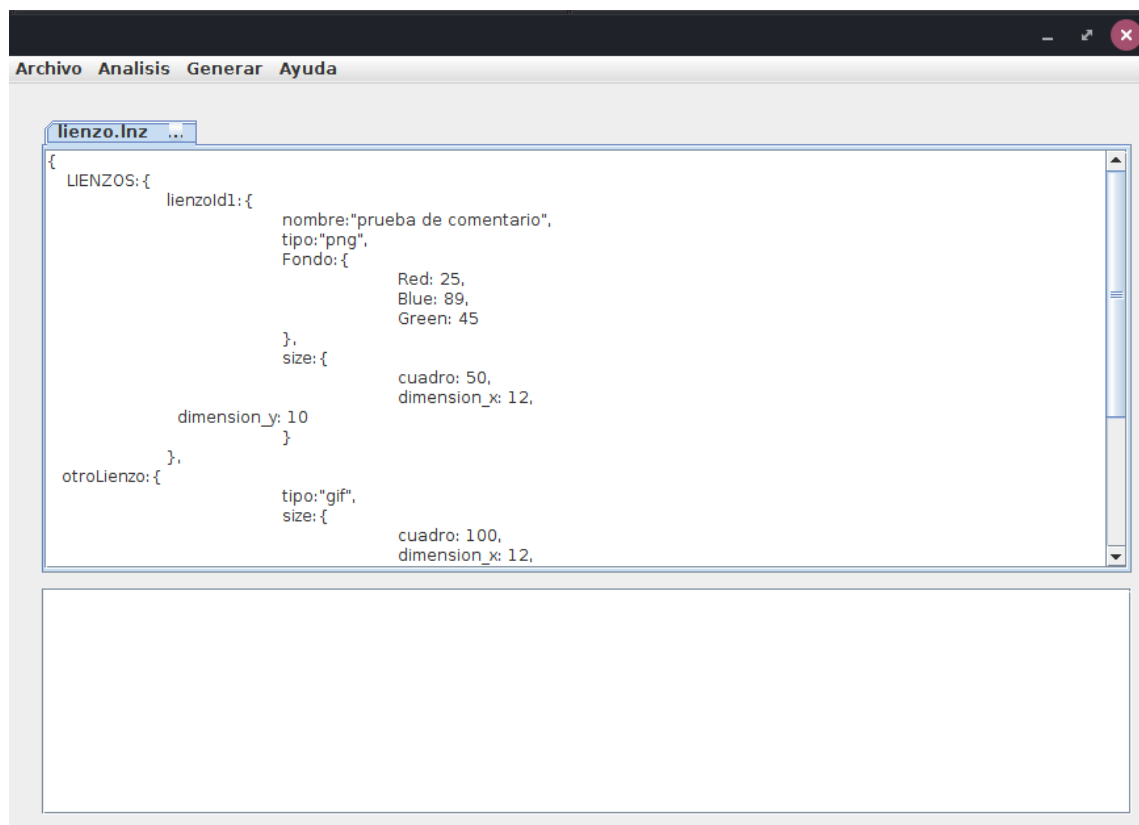 Archivo Analisis Generar Ayuda
lienzo.lnz ...
{
LIENZOS:{
lienzoId1:{
nombre:"prueba de comentario",
tipo:"png",
Fondo:{
Red: 25,
Blue: 89,
Green: 45
},
size:{
cuadro: 50,
dimension_x: 12,
dimension_y: 10
}
},
otroLienzo:{
tipo:"gif",
size:{
cuadro: 100,
dimension_x: 12,